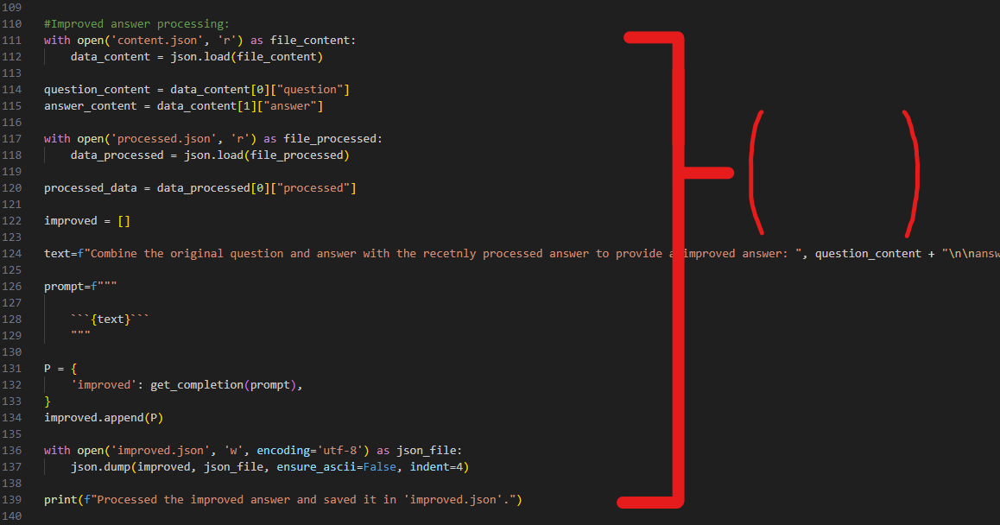 109
110 #Improved answer processing:
111 with open('content.json', 'r') as file_content:
112     data_content = json.load(file_content)
113
114 question_content = data_content[0]["question"]
115 answer_content = data_content[1]["answer"]
116
117 with open('processed.json', 'r') as file_processed:
118     data_processed = json.load(file_processed)
119
120 processed_data = data_processed[0]["processed"]
121
122 improved = []
123
124 text=f"Combine the original question and answer with the recetnly processed answer to provide a improved answer: ", question_content + "\n\nansw
125
126 prompt=f"""
127
128     ```{text}```
129     """
130
131 P = {
132     'improved': get_completion(prompt),
133 }
134 improved.append(P)
135
136 with open('improved.json', 'w', encoding='utf-8') as json_file:
137     json.dump(improved, json_file, ensure_ascii=False, indent=4)
138
139 print(f"Processed the improved answer and saved it in 'improved.json'.")
140